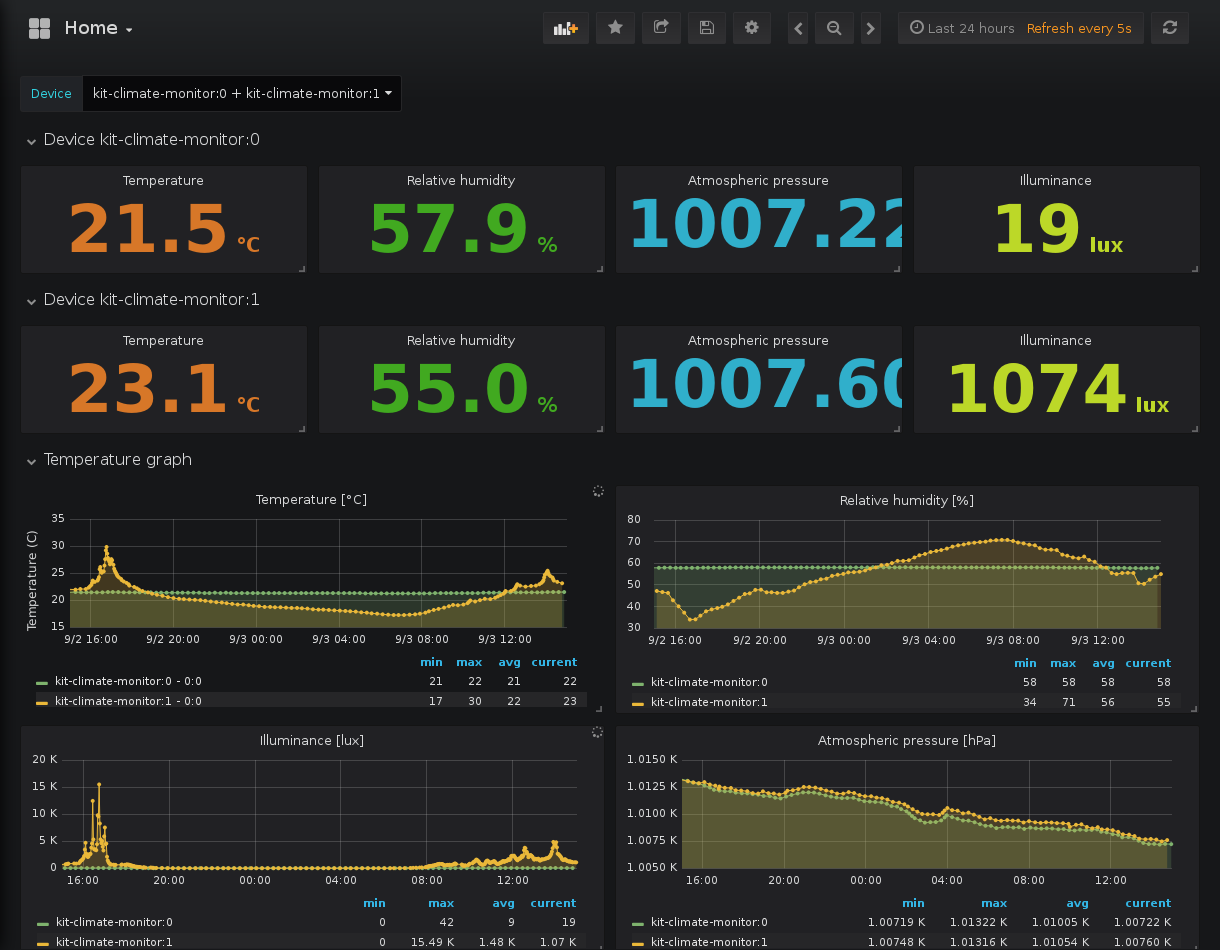 Home
Last 24 hours Refresh every 5s
Device kit-climate-monitor:0 + kit-climate-monitor:1
Device kit-climate-monitor:0
Temperature Relative humidity Atmospheric pressure Illuminance
21.5 °C 57.9 % 1007.22 19 lux
Device kit-climate-monitor:1
Temperature Relative humidity Atmospheric pressure Illuminance
23.1 °C 55.0 % 1007.60 1074 lux
Temperature graph
Temperature [°C]
Temperature (C)
35
30
25
20
15
9/2 16:00 9/2 20:00 9/3 00:00 9/3 04:00 9/3 08:00 9/3 12:00
min max avg current
kit-climate-monitor:0 - 0:0 21 22 21 22
kit-climate-monitor:1 - 0:0 17 30 22 23
Relative humidity [%]
80
70
60
50
40
30
9/2 16:00 9/2 20:00 9/3 00:00 9/3 04:00 9/3 08:00 9/3 12:00
min max avg current
kit-climate-monitor:0 58 58 58 58
kit-climate-monitor:1 34 71 56 55
Illuminance [lux]
20 K
15 K
10 K
5 K
0
16:00 20:00 00:00 04:00 08:00 12:00
min max avg current
kit-climate-monitor:0 0 42 9 19
kit-climate-monitor:1 0 15.49 K 1.48 K 1.07 K
Atmospheric pressure [hPa]
1.0150 K
1.0125 K
1.0100 K
1.0075 K
1.0050 K
16:00 20:00 00:00 04:00 08:00 12:00
min max avg current
kit-climate-monitor:0 1.00719 K 1.01322 K 1.01005 K 1.00722 K
kit-climate-monitor:1 1.00748 K 1.01316 K 1.01054 K 1.00760 K